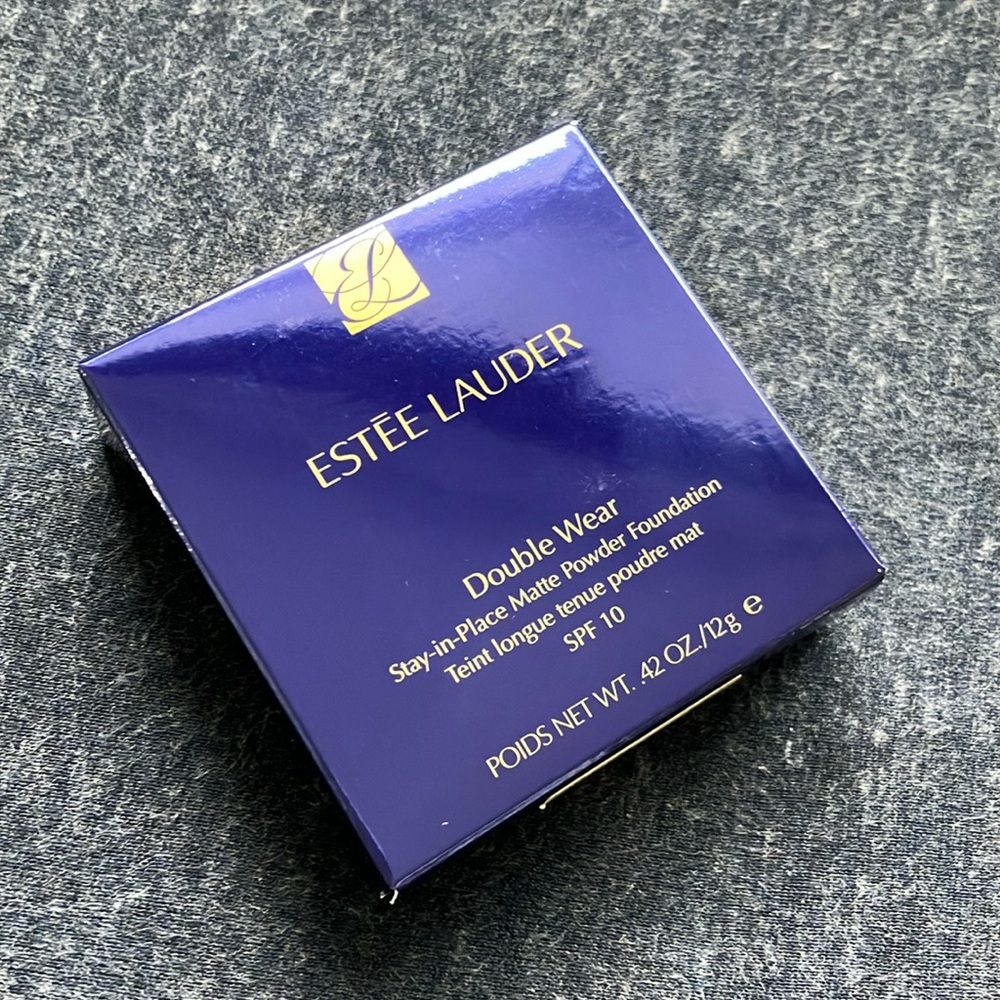 EL
ESTĒE LAUDER
Double Wear
Stay-in-Place Matte Powder Foundation
Teint longue tenue poudre mat
SPF 10
POIDS NET WT. .42 OZ./12g ℮